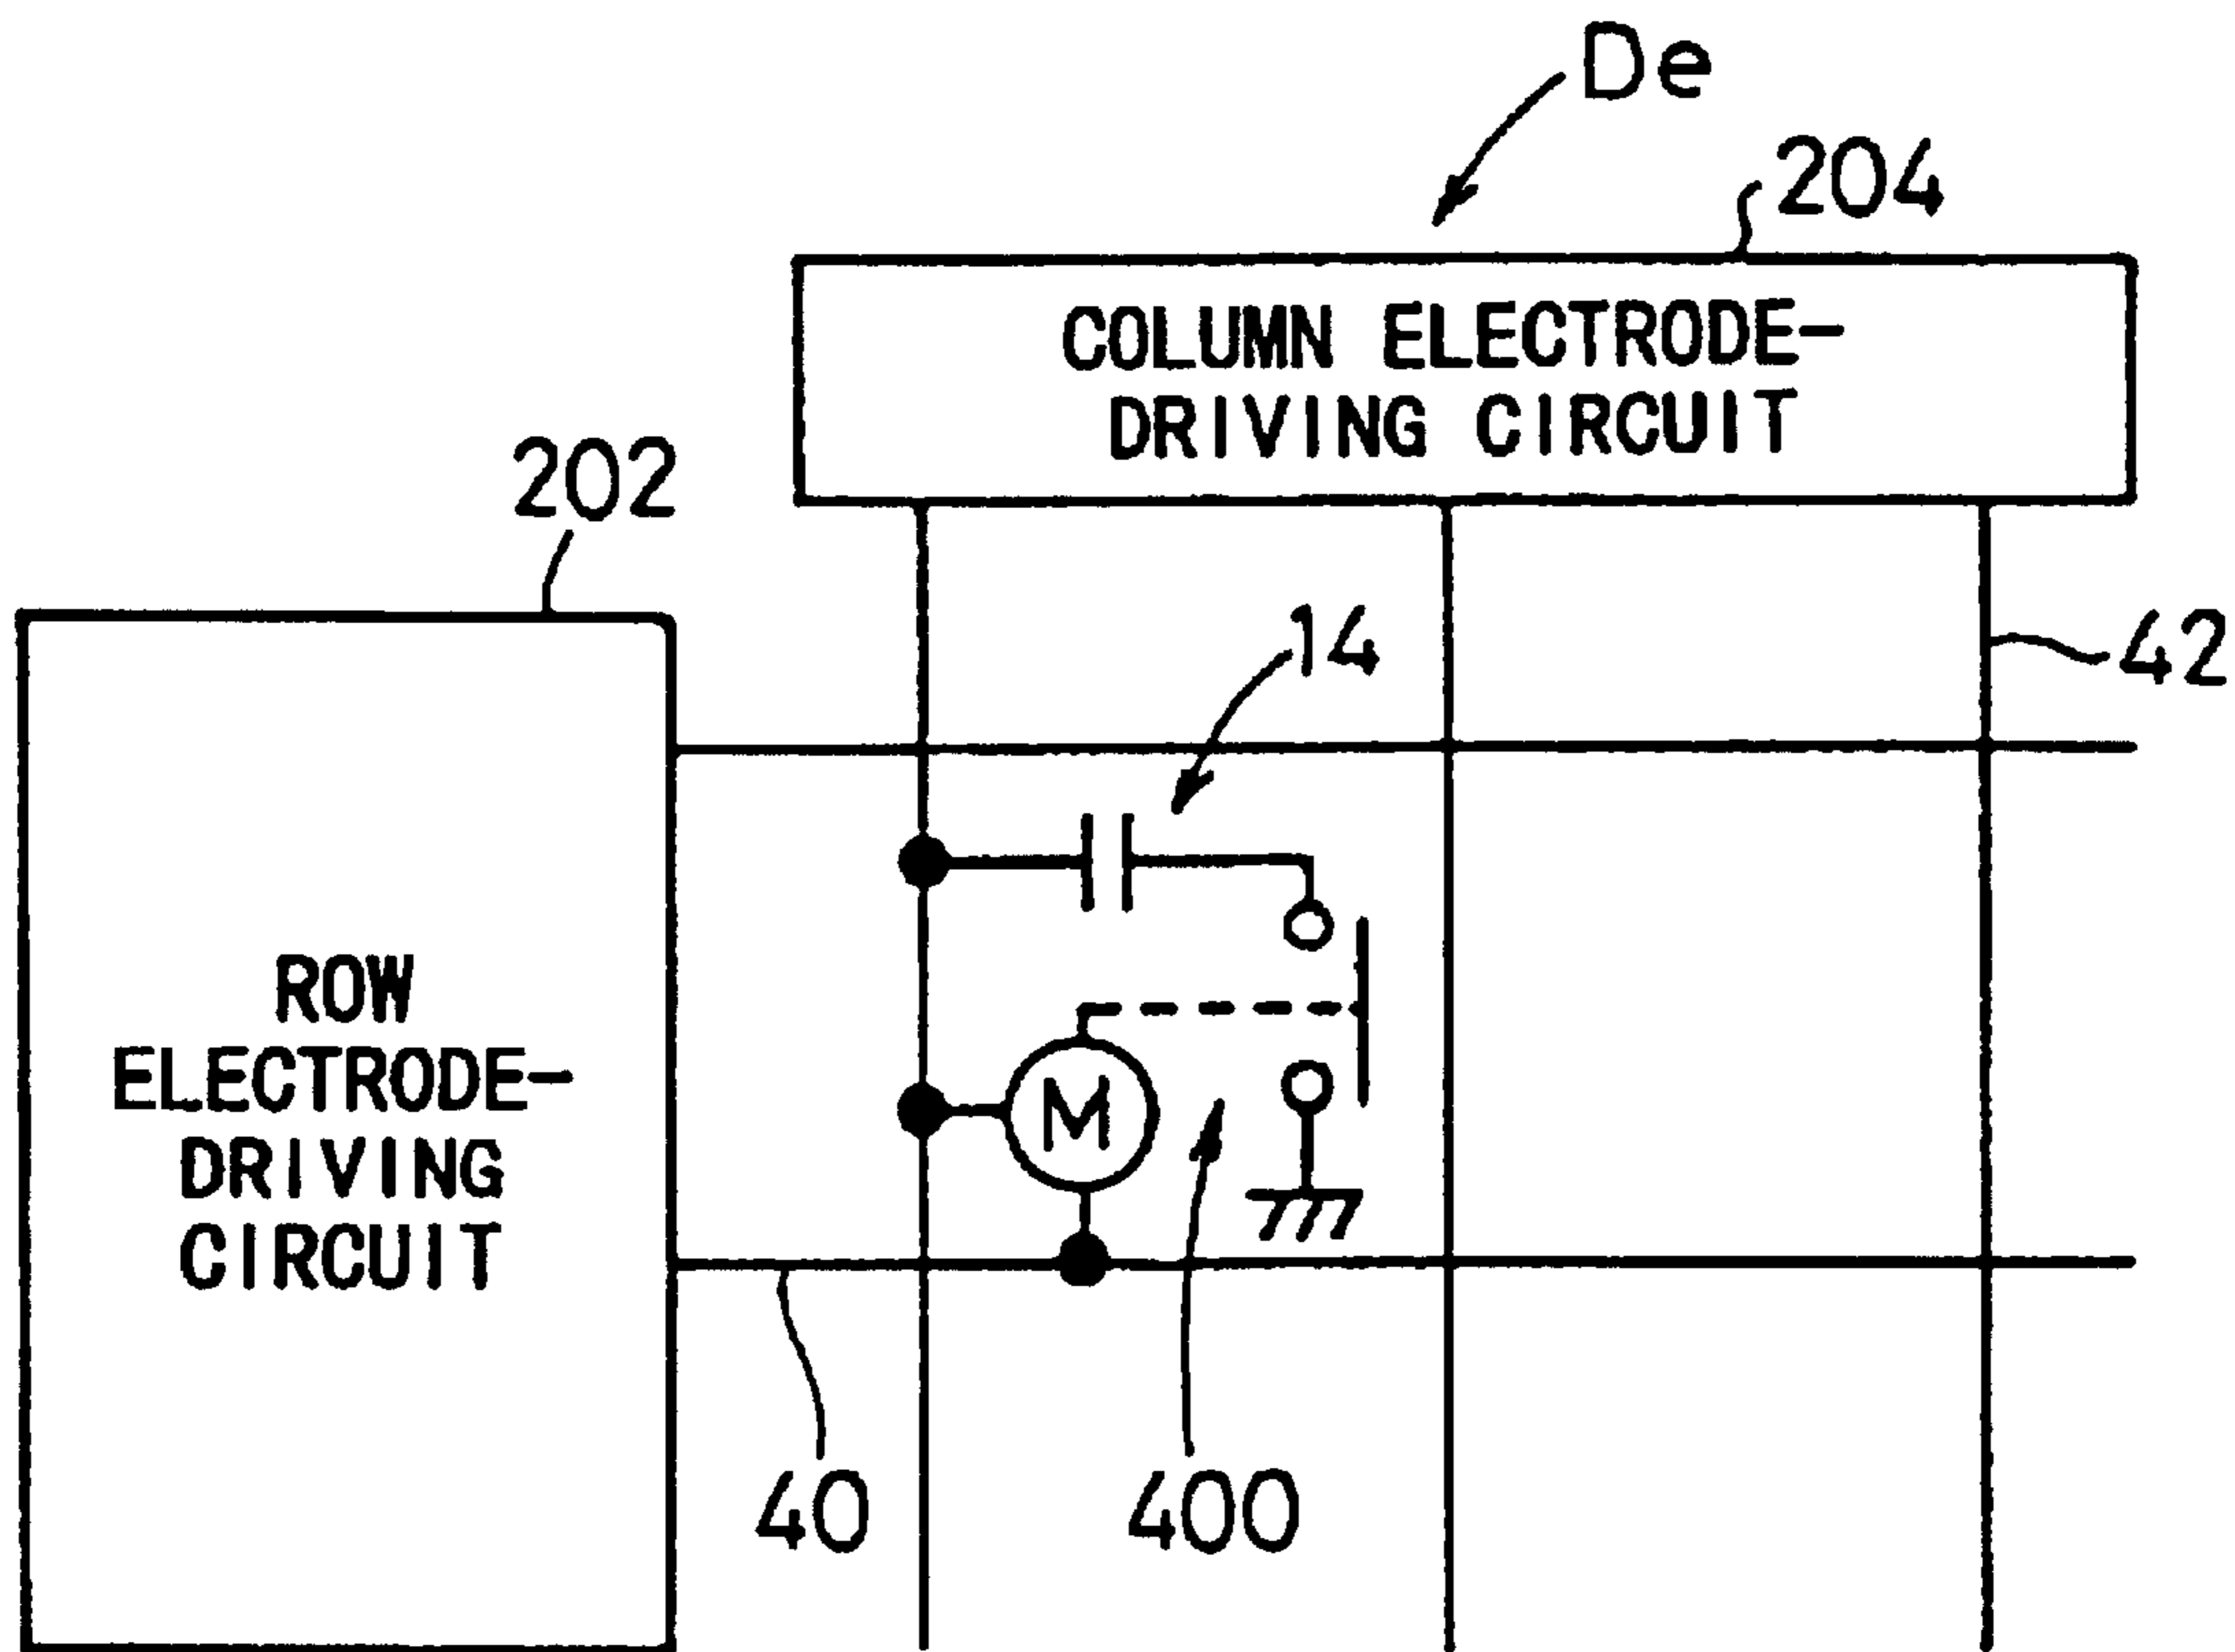 De
204
COLUMN ELECTRODE-
DRIVING CIRCUIT
202
14
42
ROW
ELECTRODE-
DRIVING
CIRCUIT
M
40
400